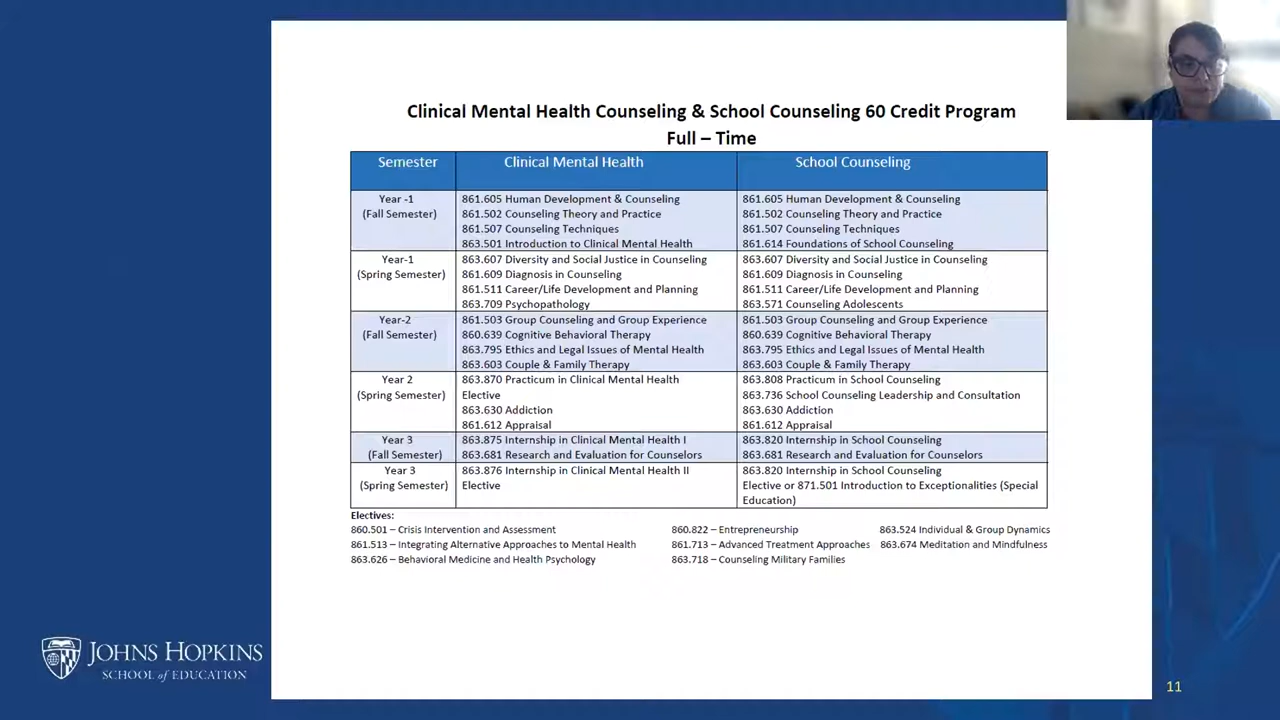 Clinical Mental Health Counseling & School Counseling 60 Credit Program
Full – Time
Semester
Clinical Mental Health
School Counseling
Year -1
(Fall Semester)
861.605 Human Development & Counseling
861.502 Counseling Theory and Practice
861.507 Counseling Techniques
863.501 Introduction to Clinical Mental Health
861.605 Human Development & Counseling
861.502 Counseling Theory and Practice
861.507 Counseling Techniques
861.614 Foundations of School Counseling
Year-1
(Spring Semester)
863.607 Diversity and Social Justice in Counseling
861.609 Diagnosis in Counseling
861.511 Career/Life Development and Planning
863.709 Psychopathology
863.607 Diversity and Social Justice in Counseling
861.609 Diagnosis in Counseling
861.511 Career/Life Development and Planning
863.571 Counseling Adolescents
Year-2
(Fall Semester)
861.503 Group Counseling and Group Experience
860.639 Cognitive Behavioral Therapy
863.795 Ethics and Legal Issues of Mental Health
863.603 Couple & Family Therapy
861.503 Group Counseling and Group Experience
860.639 Cognitive Behavioral Therapy
863.795 Ethics and Legal Issues of Mental Health
863.603 Couple & Family Therapy
Year 2
(Spring Semester)
863.870 Practicum in Clinical Mental Health
Elective
863.630 Addiction
861.612 Appraisal
863.808 Practicum in School Counseling
863.736 School Counseling Leadership and Consultation
863.630 Addiction
861.612 Appraisal
Year 3
(Fall Semester)
863.875 Internship in Clinical Mental Health I
863.681 Research and Evaluation for Counselors
863.820 Internship in School Counseling
863.681 Research and Evaluation for Counselors
Year 3
(Spring Semester)
863.876 Internship in Clinical Mental Health II
Elective
863.820 Internship in School Counseling
Elective or 871.501 Introduction to Exceptionalities (Special
Education)
Electives:
860.501 – Crisis Intervention and Assessment
860.822 – Entrepreneurship
863.524 Individual & Group Dynamics
861.513 – Integrating Alternative Approaches to Mental Health
861.713 – Advanced Treatment Approaches
863.674 Meditation and Mindfulness
863.626 – Behavioral Medicine and Health Psychology
863.718 – Counseling Military Families
JOHNS HOPKINS
SCHOOL of EDUCATION
11